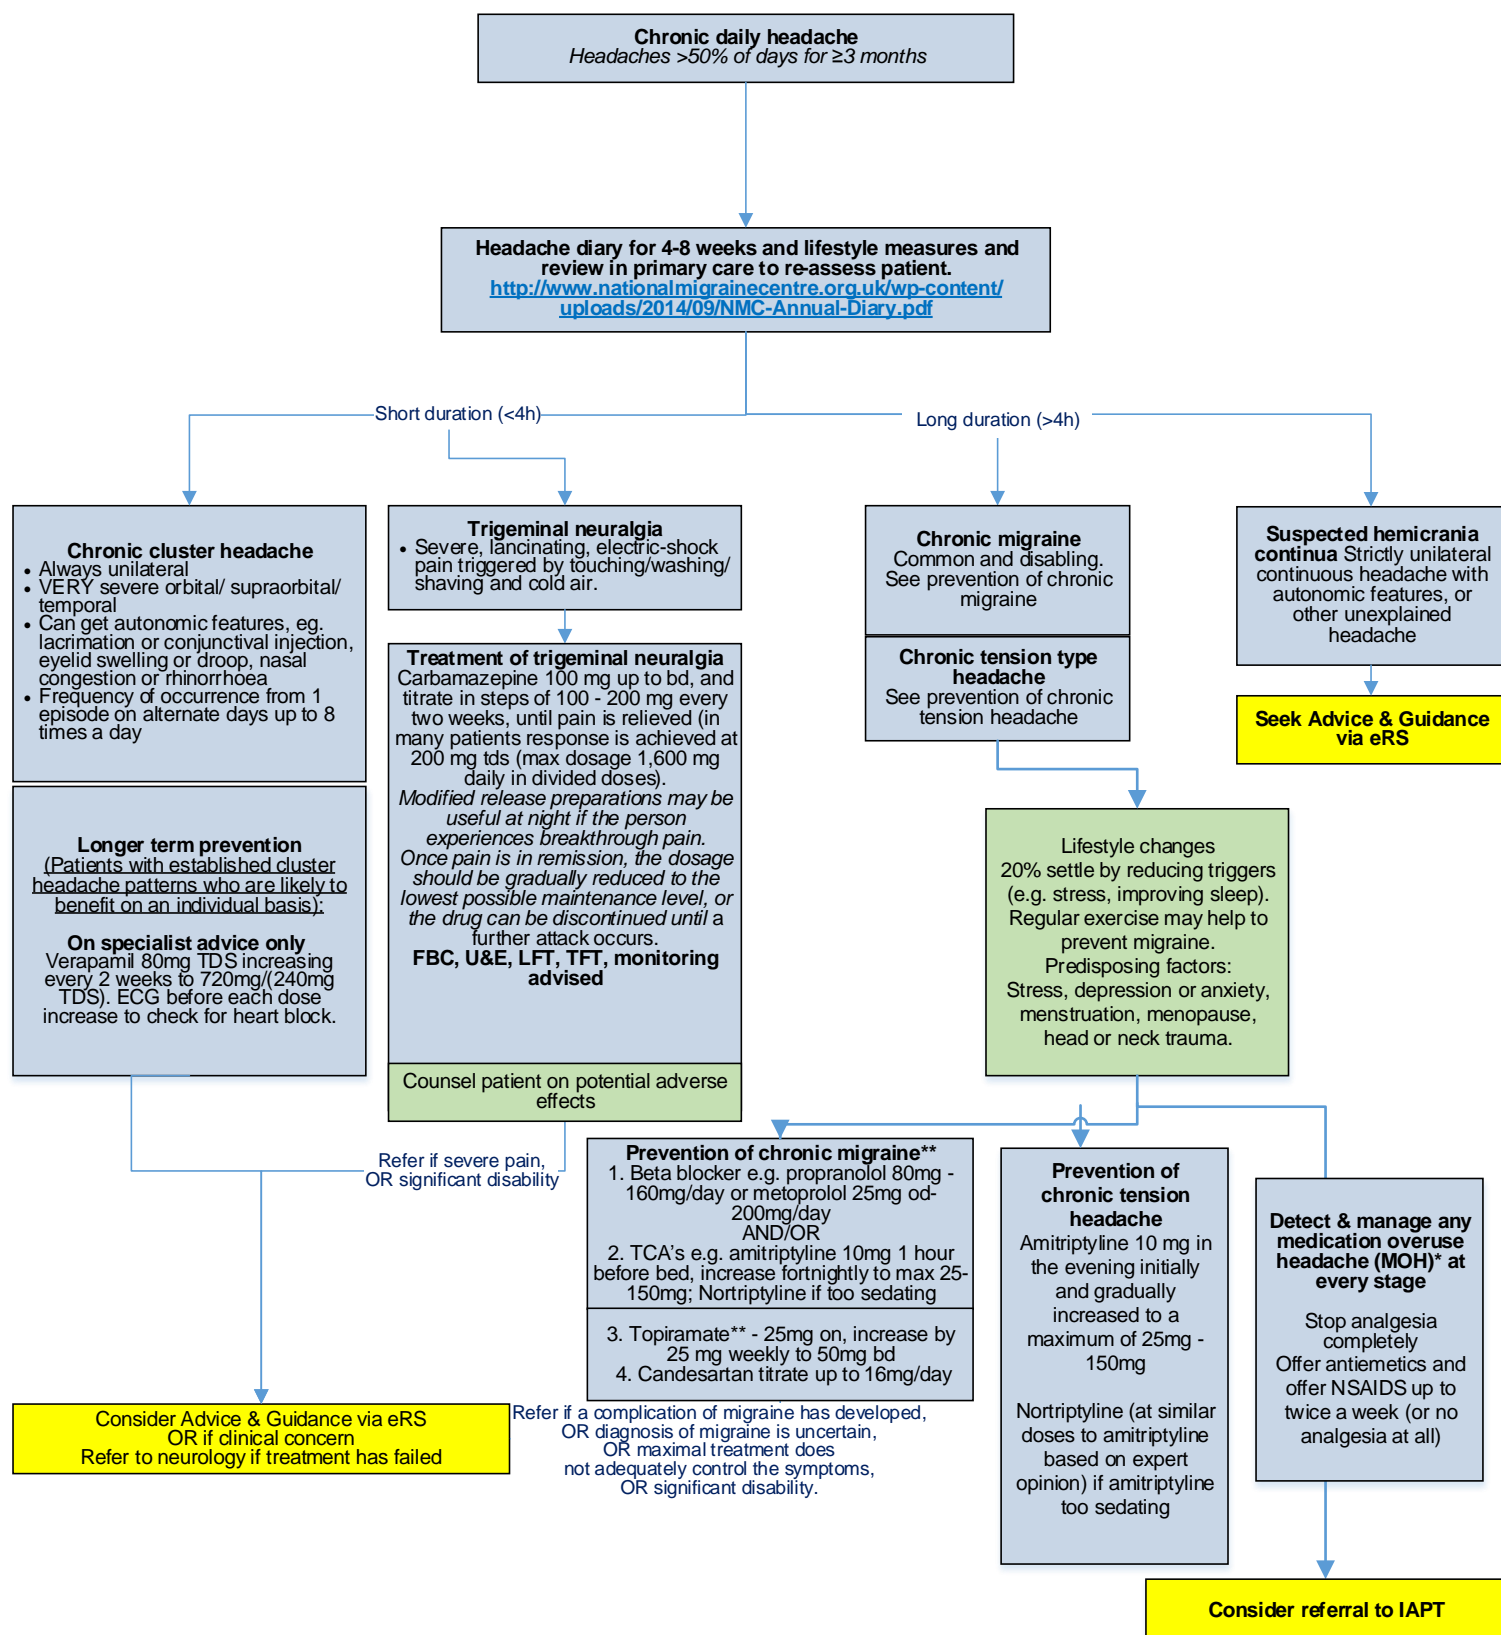 Chronic daily headache
Headaches >50% of days for ≥3 months
Headache diary for 4-8 weeks and lifestyle measures and
review in primary care to re-assess patient.
http://www.nationalmigrainecentre.org.uk/wp-content/
uploads/2014/09/NMC-Annual-Diary.pdf
Short duration (<4h)
Long duration (>4h)
Chronic cluster headache
• Always unilateral
• VERY severe orbital/ supraorbital/
temporal
• Can get autonomic features, eg.
lacrimation or conjunctival injection,
eyelid swelling or droop, nasal
congestion or rhinorrhoea
• Frequency of occurrence from 1
episode on alternate days up to 8
times a day
Longer term prevention
(Patients with established cluster
headache patterns who are likely to
benefit on an individual basis):
On specialist advice only
Verapamil 80mg TDS increasing
every 2 weeks to 720mg/(240mg
TDS). ECG before each dose
increase to check for heart block.
Trigeminal neuralgia
• Severe, lancinating, electric-shock
pain triggered by touching/washing/
shaving and cold air.
Treatment of trigeminal neuralgia
Carbamazepine 100 mg up to bd, and
titrate in steps of 100 - 200 mg every
two weeks, until pain is relieved (in
many patients response is achieved at
200 mg tds (max dosage 1,600 mg
daily in divided doses).
Modified release preparations may be
useful at night if the person
experiences breakthrough pain.
Once pain is in remission, the dosage
should be gradually reduced to the
lowest possible maintenance level, or
the drug can be discontinued until a
further attack occurs.
FBC, U&E, LFT, TFT, monitoring
advised
Counsel patient on potential adverse
effects
Refer if severe pain,
OR significant disability
Consider Advice & Guidance via eRS
OR if clinical concern
Refer to neurology if treatment has failed
Chronic migraine
Common and disabling.
See prevention of chronic
migraine
Chronic tension type
headache
See prevention of chronic
tension headache
Suspected hemicrania
continua Strictly unilateral
continuous headache with
autonomic features, or
other unexplained
headache
Seek Advice & Guidance
via eRS
Lifestyle changes
20% settle by reducing triggers
(e.g. stress, improving sleep).
Regular exercise may help to
prevent migraine.
Predisposing factors:
Stress, depression or anxiety,
menstruation, menopause,
head or neck trauma.
Prevention of chronic migraine**
1. Beta blocker e.g. propranolol 80mg -
160mg/day or metoprolol 25mg od-
200mg/day
AND/OR
2. TCA's e.g. amitriptyline 10mg 1 hour
before bed, increase fortnightly to max 25-
150mg; Nortriptyline if too sedating
3. Topiramate** - 25mg on, increase by
25 mg weekly to 50mg bd
4. Candesartan titrate up to 16mg/day
Refer if a complication of migraine has developed,
OR diagnosis of migraine is uncertain,
OR maximal treatment does
not adequately control the symptoms,
OR significant disability.
Prevention of
chronic tension
headache
Amitriptyline 10 mg in
the evening initially
and gradually
increased to a
maximum of 25mg -
150mg
Nortriptyline (at similar
doses to amitriptyline
based on expert
opinion) if amitriptyline
too sedating
Detect & manage any
medication overuse
headache (MOH)* at
every stage
Stop analgesia
completely
Offer antiemetics and
offer NSAIDS up to
twice a week (or no
analgesia at all)
Consider referral to IAPT